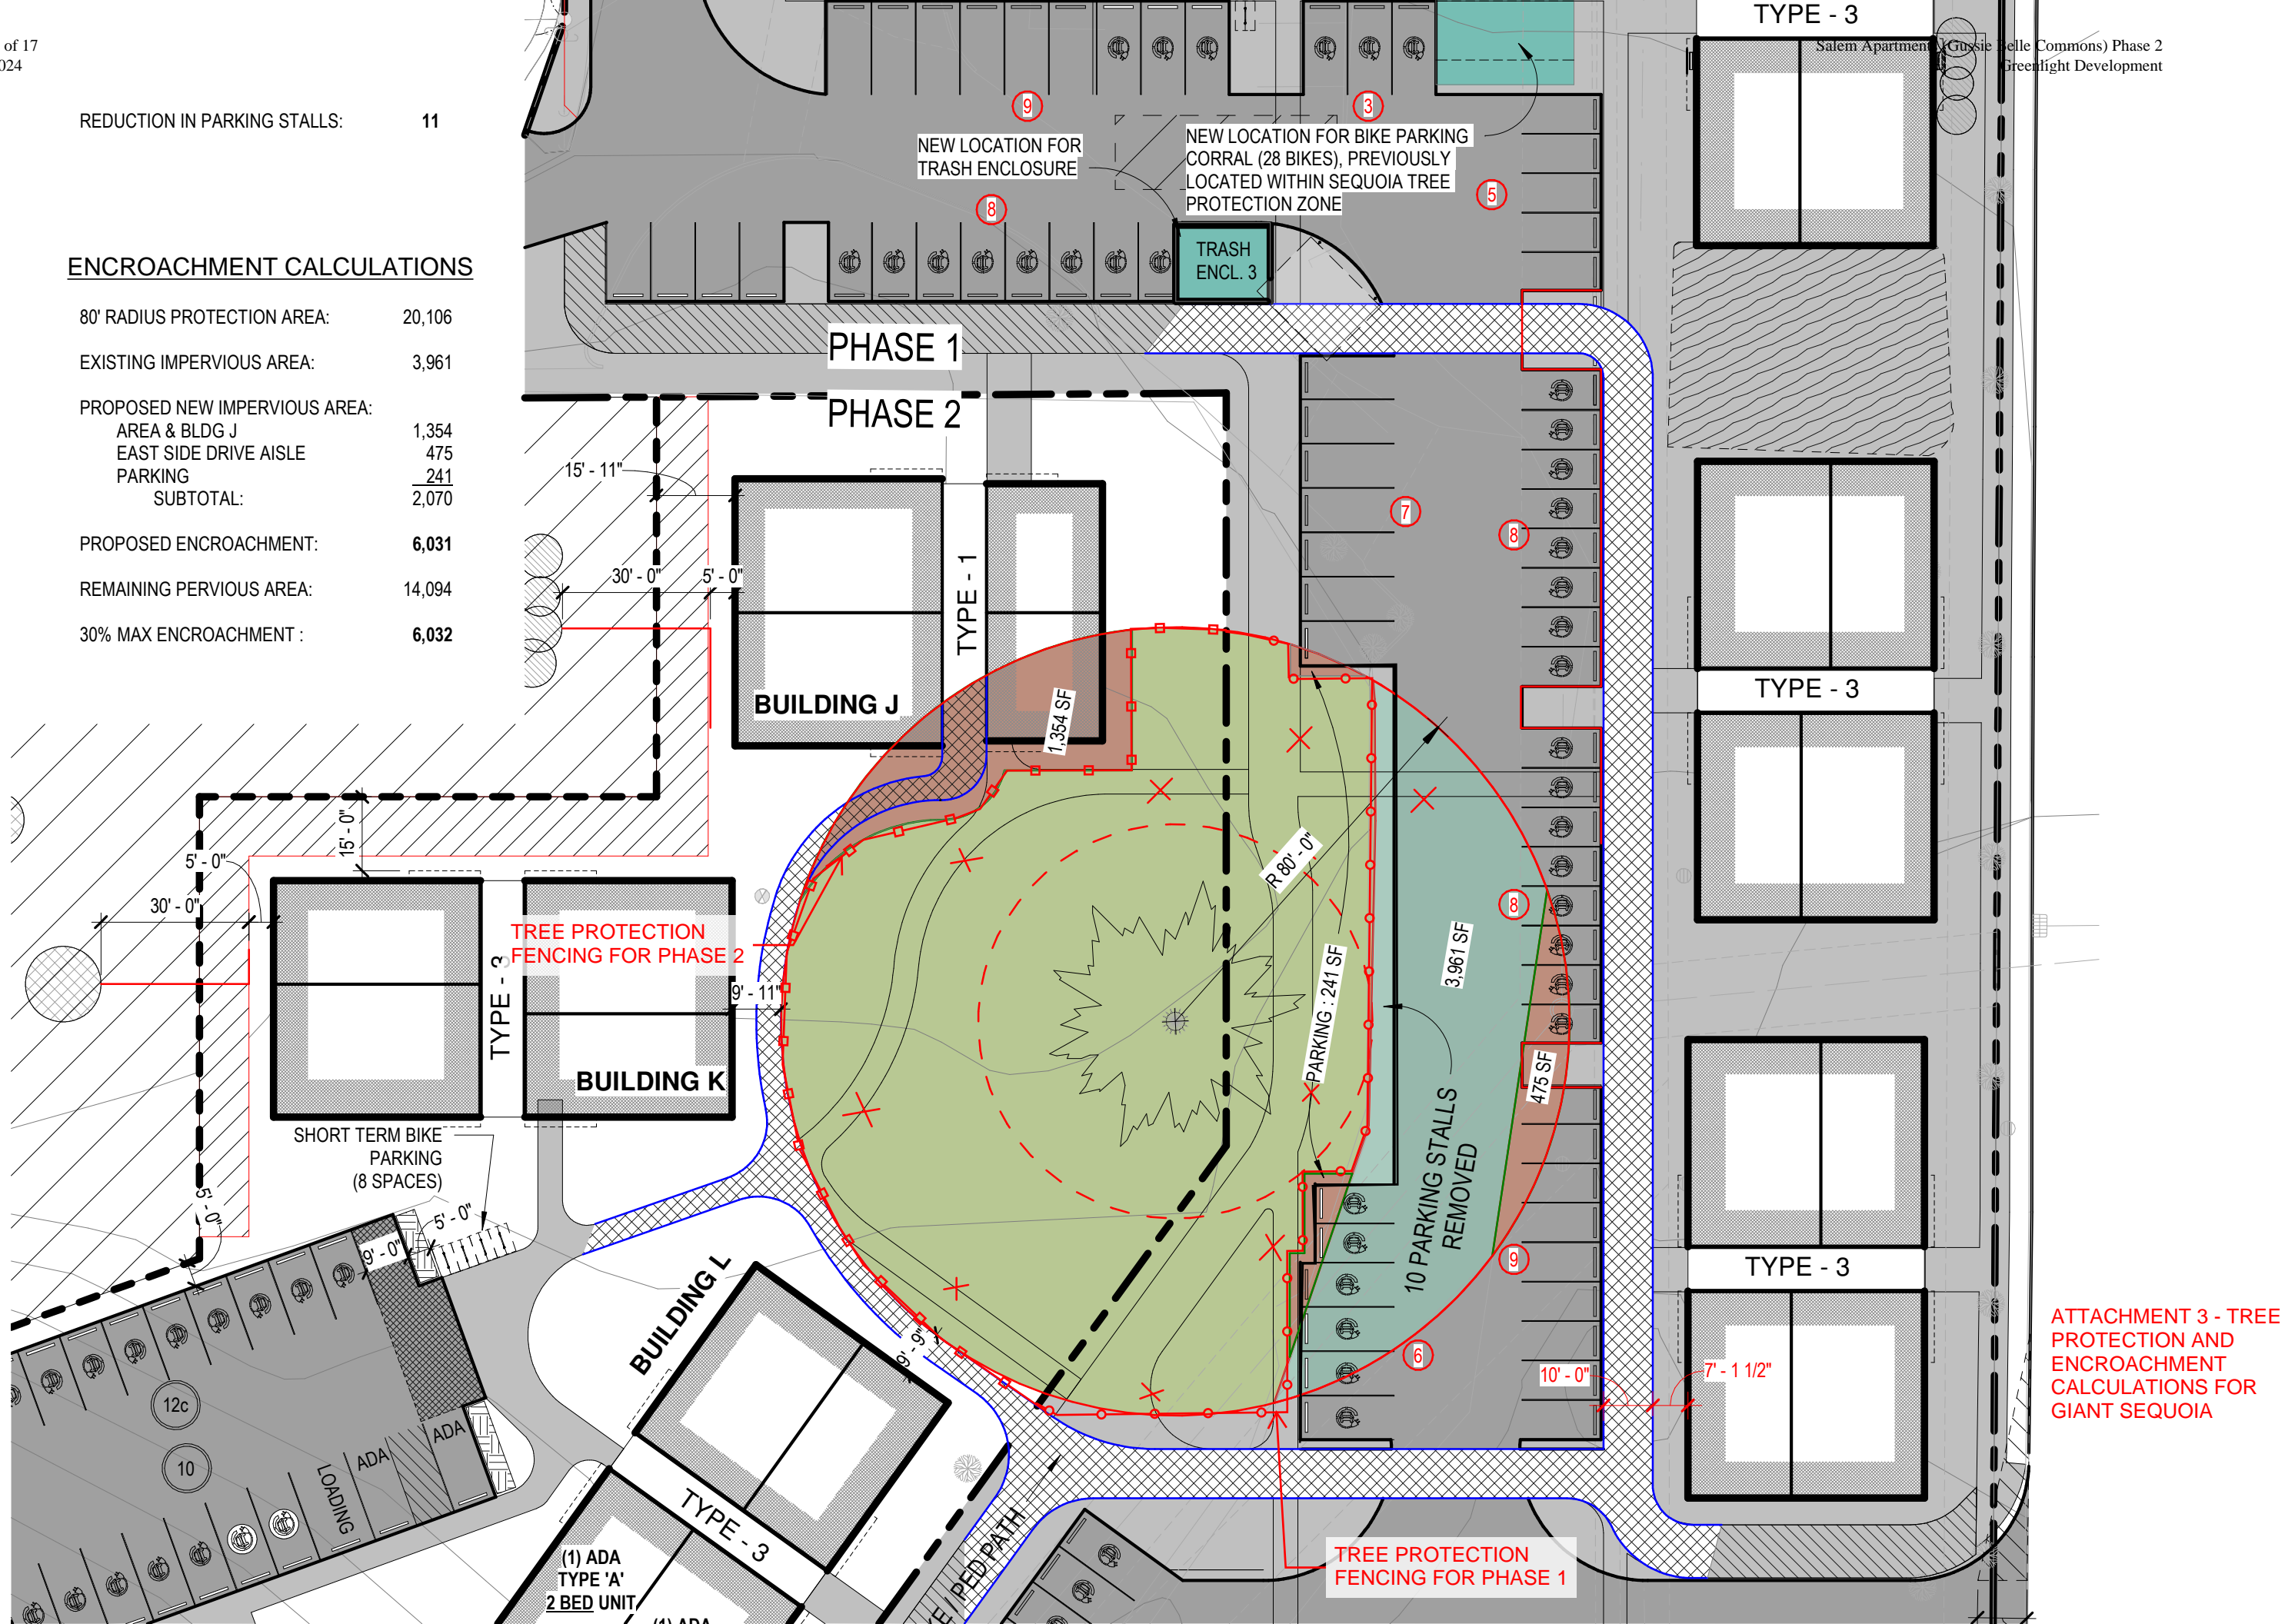 of 17
024
Salem Apartments (Gussie Belle Commons) Phase 2
Greenlight Development
REDUCTION IN PARKING STALLS: 11
ENCROACHMENT CALCULATIONS
80' RADIUS PROTECTION AREA: 20,106
EXISTING IMPERVIOUS AREA: 3,961
PROPOSED NEW IMPERVIOUS AREA:
AREA & BLDG J 1,354
EAST SIDE DRIVE AISLE 475
PARKING 241
SUBTOTAL: 2,070
PROPOSED ENCROACHMENT: 6,031
REMAINING PERVIOUS AREA: 14,094
30% MAX ENCROACHMENT : 6,032
TYPE - 3
9
3
NEW LOCATION FOR
TRASH ENCLOSURE
NEW LOCATION FOR BIKE PARKING
CORRAL (28 BIKES), PREVIOUSLY
LOCATED WITHIN SEQUOIA TREE
PROTECTION ZONE
5
8
TRASH
ENCL. 3
PHASE 1
PHASE 2
15' - 11"
30' - 0"
5' - 0"
TYPE - 1
BUILDING J
1,354 SF
7
8
TYPE - 3
15' - 0"
5' - 0"
30' - 0"
R 80' - 0"
8
TREE PROTECTION
FENCING FOR PHASE 2
TYPE - 3
9' - 11"
BUILDING K
PARKING : 241 SF
3,961 SF
475 SF
10 PARKING STALLS
REMOVED
SHORT TERM BIKE
PARKING
(8 SPACES)
5' - 0"
5' - 0"
9' - 0"
BUILDING L
9' - 9"
9
TYPE - 3
6
10' - 0"
7' - 1 1/2"
ATTACHMENT 3 - TREE
PROTECTION AND
ENCROACHMENT
CALCULATIONS FOR
GIANT SEQUOIA
12c
10
LOADING
ADA
ADA
TYPE - 3
(1) ADA
TYPE 'A'
2 BED UNIT
(1) ADA
E / PED PATH
TREE PROTECTION
FENCING FOR PHASE 1